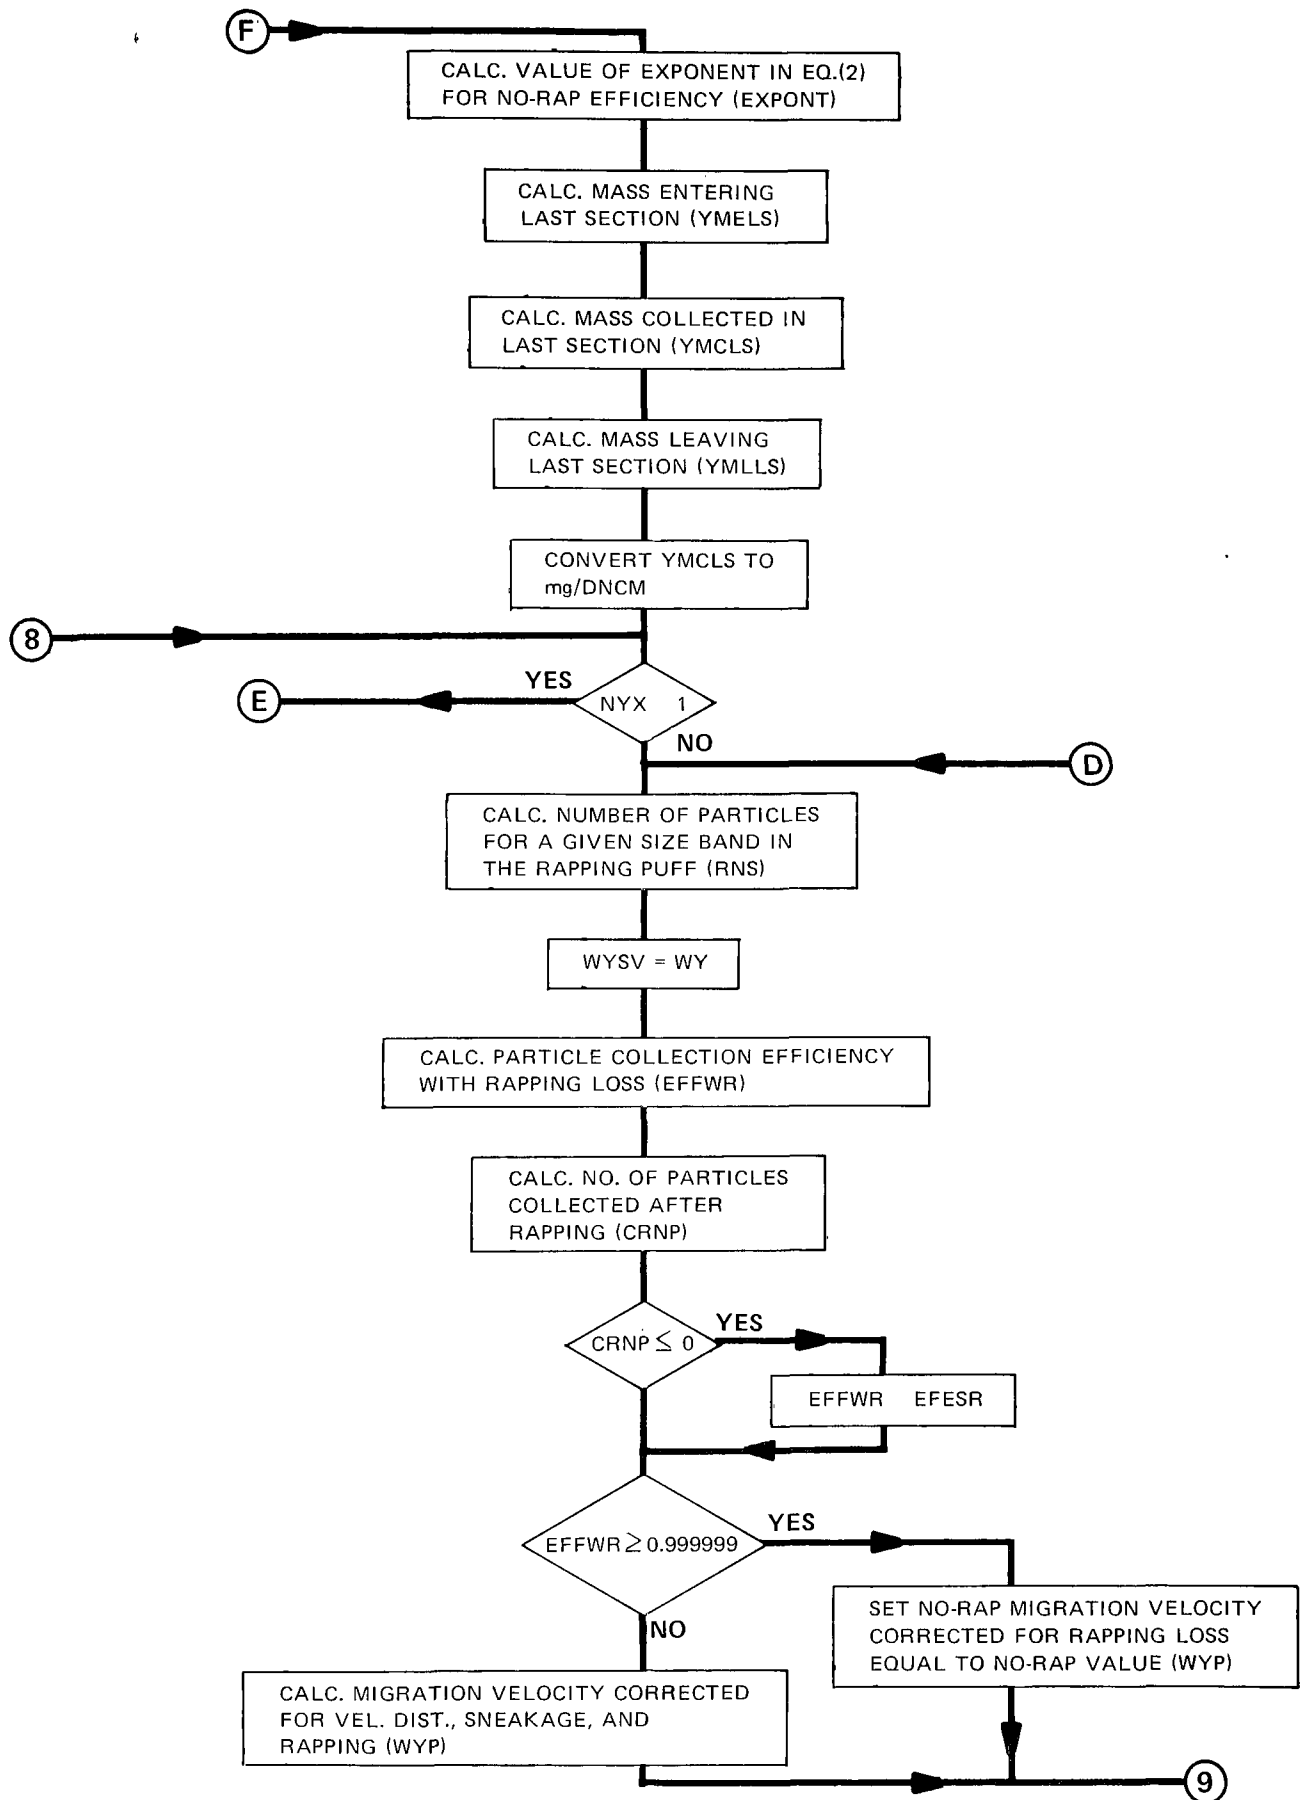 F
CALC. VALUE OF EXPONENT IN EQ.(2)
FOR NO-RAP EFFICIENCY (EXPONT)
CALC. MASS ENTERING
LAST SECTION (YMELS)
CALC. MASS COLLECTED IN
LAST SECTION (YMCLS)
CALC. MASS LEAVING
LAST SECTION (YMLLS)
CONVERT YMCLS TO
mg/DNCM
8
YES
E
NYX 1
NO
D
CALC. NUMBER OF PARTICLES
FOR A GIVEN SIZE BAND IN
THE RAPPING PUFF (RNS)
WYSV = WY
CALC. PARTICLE COLLECTION EFFICIENCY
WITH RAPPING LOSS (EFFWR)
CALC. NO. OF PARTICLES
COLLECTED AFTER
RAPPING (CRNP)
CRNP ≤ 0
YES
EFFWR EFESR
EFFWR ≥ 0.999999
YES
NO
SET NO-RAP MIGRATION VELOCITY
CORRECTED FOR RAPPING LOSS
EQUAL TO NO-RAP VALUE (WYP)
CALC. MIGRATION VELOCITY CORRECTED
FOR VEL. DIST., SNEAKAGE, AND
RAPPING (WYP)
9